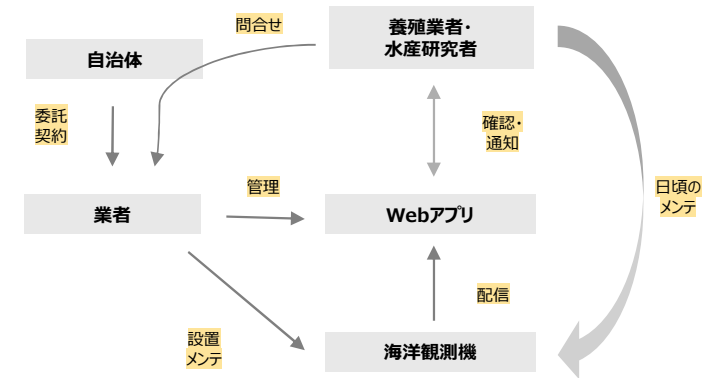 問合せ
養殖業者・
水産研究者
自治体
委託
契約
確認・
通知
管理
日頃の
メンテ
業者
Webアプリ
配信
設置
メンテ
海洋観測機